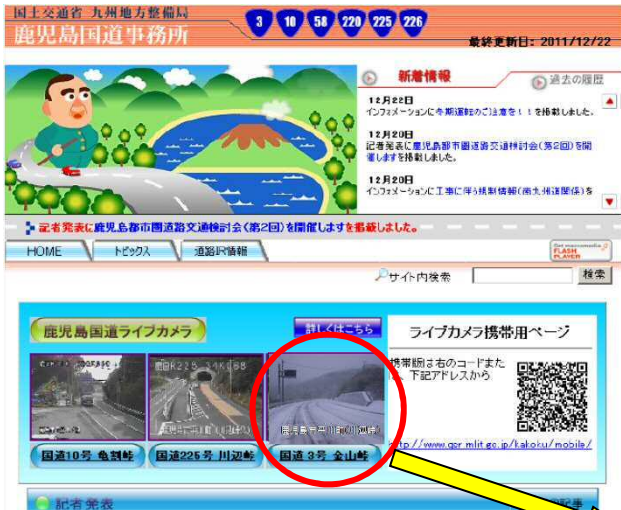 国土交通省 九州地方整備局
鹿児島国道事務所
3 10 58 220 225 226
最終更新日: 2011/12/22
新着情報
過去の履歴
12月22日
インフォメーションに冬期運転のご注意を!!を掲載しました。
12月20日
記者発表に鹿児島都市圏道路交通検討会(第2回)を開
催しますを掲載しました。
12月20日
インフォメーションに工事に伴う規制情報(南九州道関係)を
記者発表に鹿児島都市圏道路交通検討会(第2回)を開催しますを掲載しました。
HOME トピックス 道路IR情報
Get macromedia
FLASH
PLAYER
サイト内検索 検索
鹿児島国道ライブカメラ
詳しくはこちら
ライブカメラ携帯用ページ
携帯版は右のコードまた
下記アドレスから
http://www.qsr.mlit.go.jp/kakoku/mobile/
国道10号 亀割峠
国道225号 川辺峠
国道 3号 金山峠
記者発表
記事